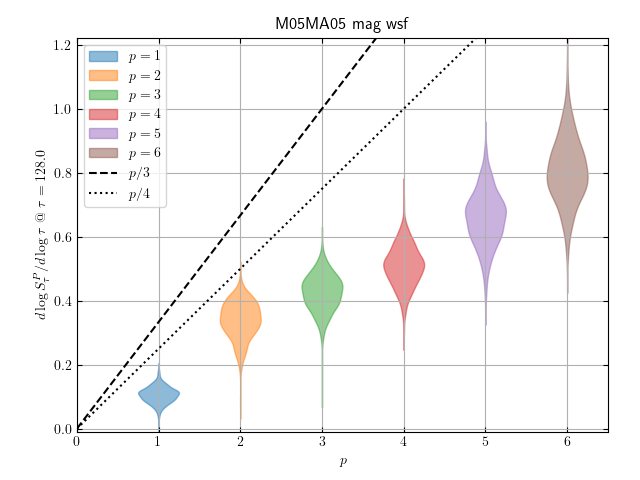 M05MA05 mag wsf
p = 1
p = 2
p = 3
p = 4
p = 5
p = 6
p/3
p/4
d log S_τ^P / d log τ @ τ = 128.0
1.2
1.0
0.8
0.6
0.4
0.2
0.0
0 1 2 3 4 5 6
p